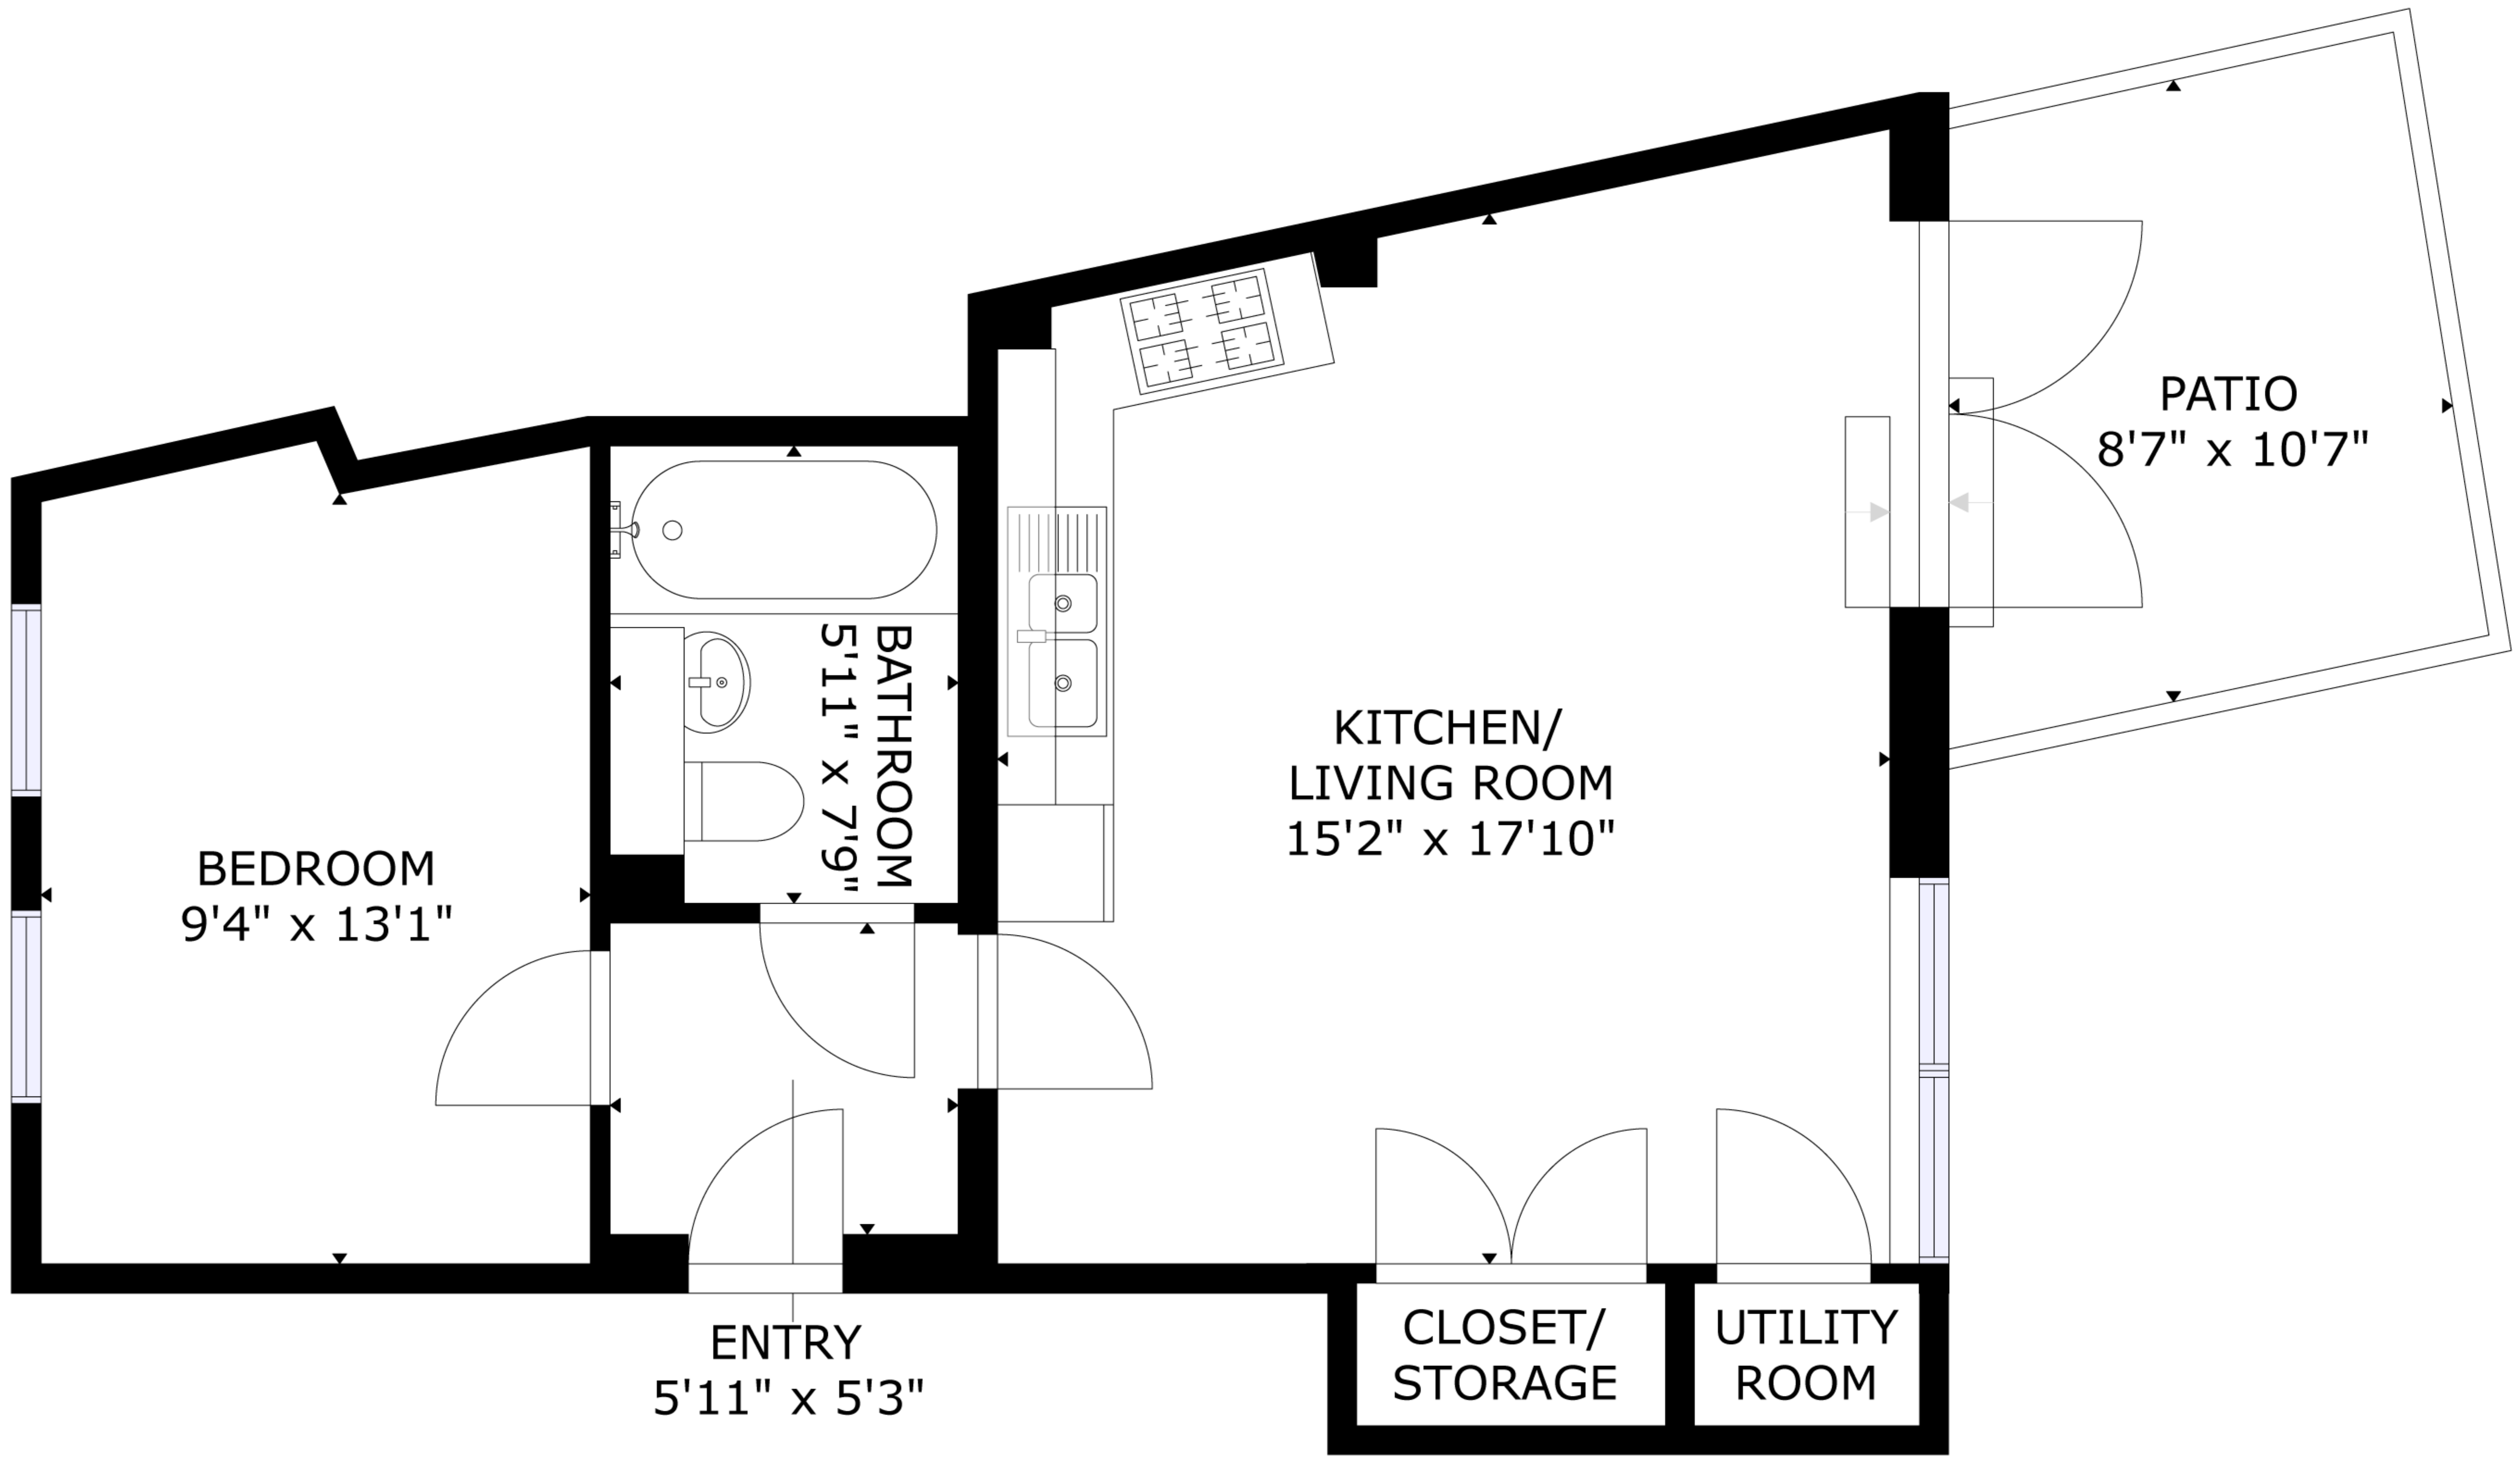 PATIO
8'7" x 10'7"
BATHROOM
5'11" x 7'9"
KITCHEN/
LIVING ROOM
15'2" x 17'10"
BEDROOM
9'4" x 13'1"
ENTRY
5'11" x 5'3"
CLOSET/
STORAGE
UTILITY
ROOM